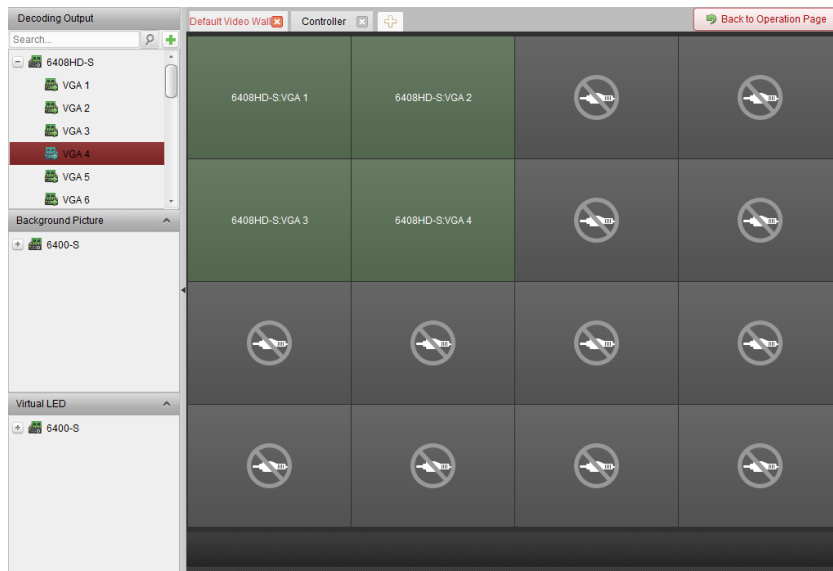 Decoding Output
Search...
6408HD-S
VGA 1
VGA 2
VGA 3
VGA 4
VGA 5
VGA 6
Background Picture
6400-S
Virtual LED
6400-S
Default Video Wall
Controller
Back to Operation Page
6408HD-S:VGA 1
6408HD-S:VGA 2
6408HD-S:VGA 3
6408HD-S:VGA 4